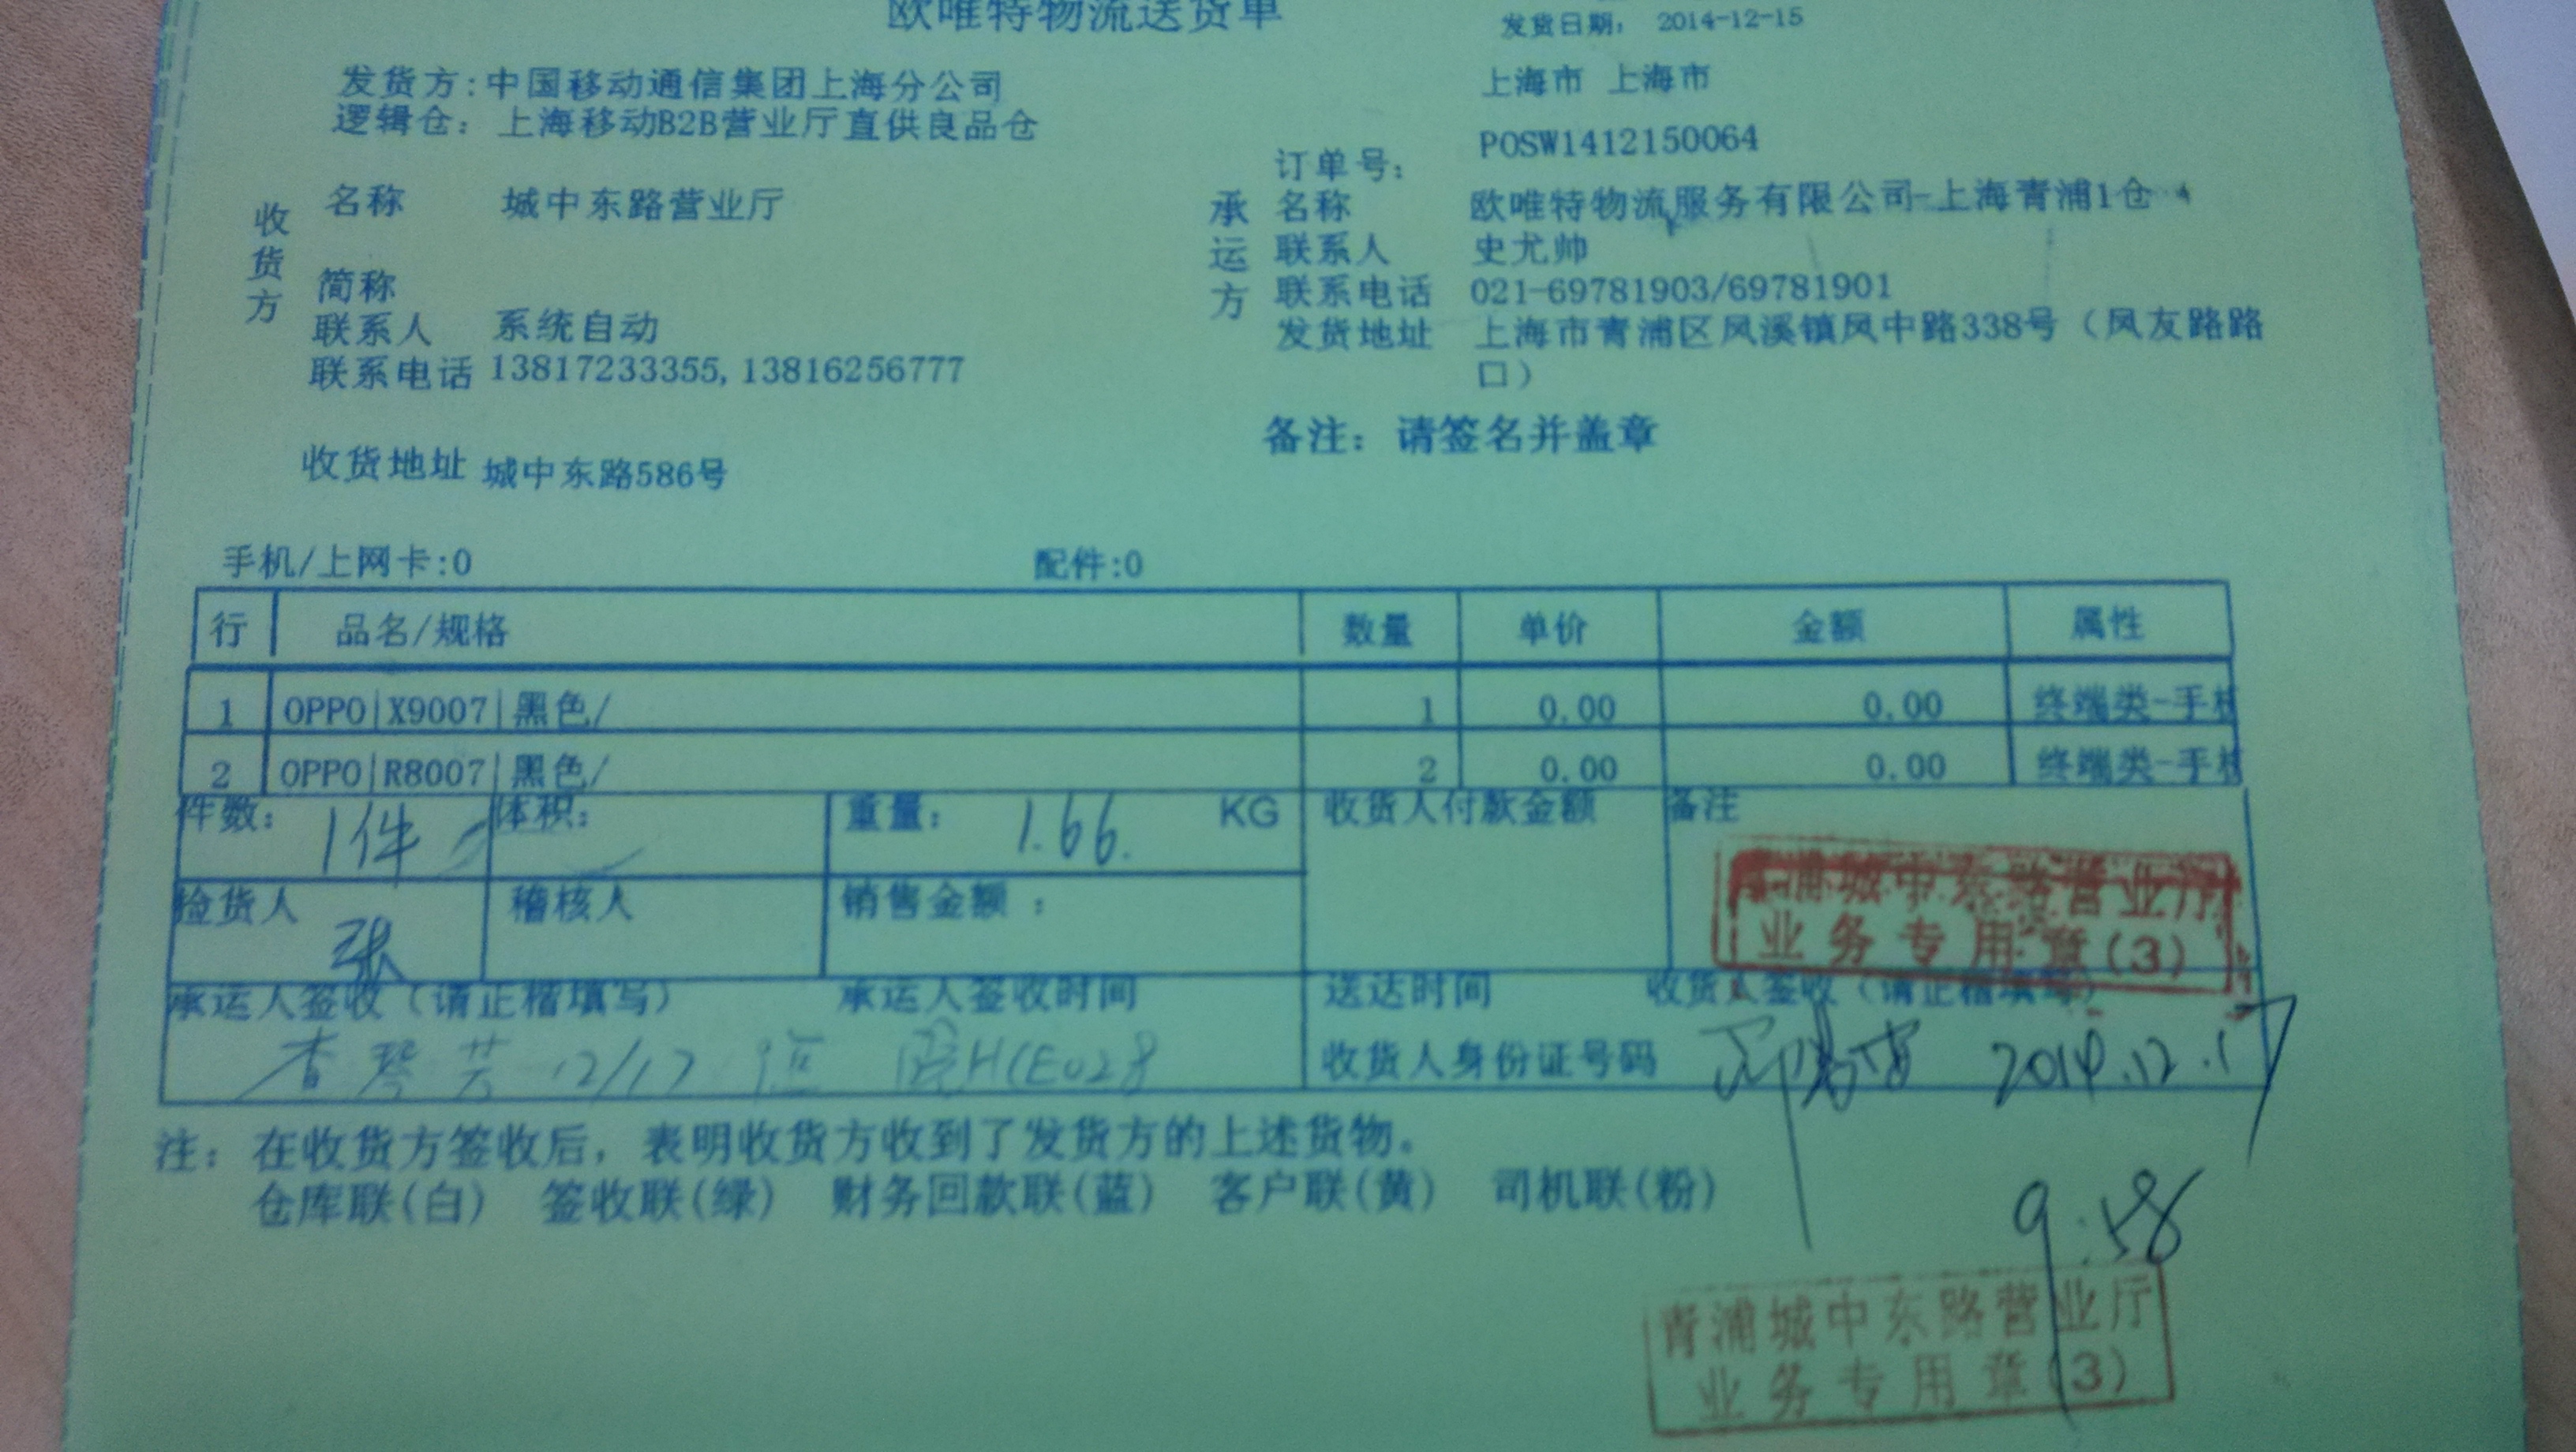 欧唯特物流送货单
发货日期： 2014-12-15
发货方:中国移动通信集团上海分公司
上海市 上海市
逻辑仓：上海移动B2B营业厅直供良品仓
订单号： POSW1412150064
收货方
名称 城中东路营业厅
简称
联系人 系统自动
联系电话 13817233355,13816256777
收货地址 城中东路586号
承运方
名称 欧唯特物流服务有限公司-上海青浦1仓
联系人 史尤帅
联系电话 021-69781903/69781901
发货地址 上海市青浦区凤溪镇凤中路338号（凤友路路
口）
备注：请签名并盖章
手机/上网卡:0 配件:0
行 品名/规格 数量 单价 金额 属性
1 OPPO|X9007|黑色/ 1 0.00 0.00 终端类-手机
2 OPPO|R8007|黑色/ 2 0.00 0.00 终端类-手机
件数： 1件 体积： 重量： 1.66. KG 收货人付款金额 备注
捡货人 张 稽核人 销售金额：
青浦城中东路营业厅
业务专用章(3)
承运人签收（请正楷填写） 承运人签收时间 送达时间 收货人签收（请正楷填写）
12/17 HCE028
收货人身份证号码 2014.12.17
9:58
注：在收货方签收后，表明收货方收到了发货方的上述货物。
仓库联(白) 签收联(绿) 财务回款联(蓝) 客户联(黄) 司机联(粉)
青浦城中东路营业厅
业务专用章(3)